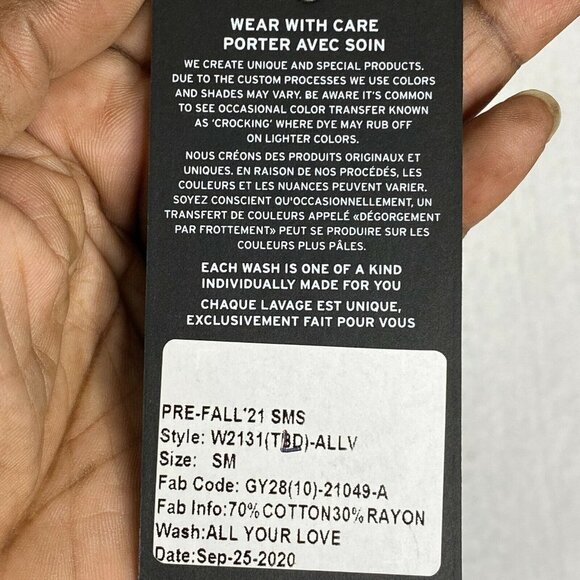 WEAR WITH CARE
PORTER AVEC SOIN
WE CREATE UNIQUE AND SPECIAL PRODUCTS.
DUE TO THE CUSTOM PROCESSES WE USE COLORS
AND SHADES MAY VARY. BE AWARE IT'S COMMON
TO SEE OCCASIONAL COLOR TRANSFER KNOWN
AS 'CROCKING' WHERE DYE MAY RUB OFF
ON LIGHTER COLORS.
NOUS CRÉONS DES PRODUITS ORIGINAUX ET
UNIQUES. EN RAISON DE NOS PROCÉDÉS, LES
COULEURS ET LES NUANCES PEUVENT VARIER.
SOYEZ CONSCIENT QU'OCCASIONNELLEMENT, UN
TRANSFERT DE COULEURS APPELÉ «DÉGORGEMENT
PAR FROTTEMENT» PEUT SE PRODUIRE SUR LES
COULEURS PLUS PÂLES.
EACH WASH IS ONE OF A KIND
INDIVIDUALLY MADE FOR YOU
CHAQUE LAVAGE EST UNIQUE,
EXCLUSIVEMENT FAIT POUR VOUS
PRE-FALL'21 SMS
Style: W2131(TBD)-ALLV
Size: SM
Fab Code: GY28(10)-21049-A
Fab Info:70%COTTON30%RAYON
Wash:ALL YOUR LOVE
Date:Sep-25-2020